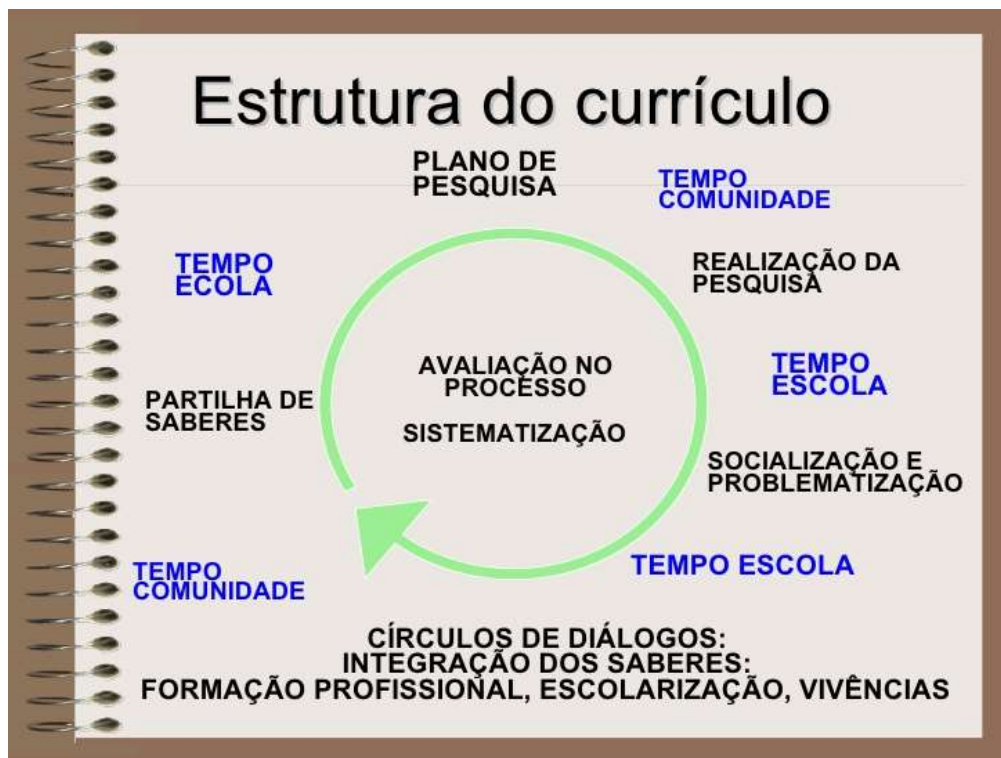 Estrutura do currículo
PLANO DE
PESQUISA
TEMPO
COMUNIDADE
TEMPO
ECOLA
REALIZAÇÃO DA
PESQUISA
AVALIAÇÃO NO
PROCESSO
SISTEMATIZAÇÃO
TEMPO
ESCOLA
PARTILHA DE
SABERES
SOCIALIZAÇÃO E
PROBLEMATIZAÇÃO
TEMPO ESCOLA
TEMPO
COMUNIDADE
CÍRCULOS DE DIÁLOGOS:
INTEGRAÇÃO DOS SABERES:
FORMAÇÃO PROFISSIONAL, ESCOLARIZAÇÃO, VIVÊNCIAS